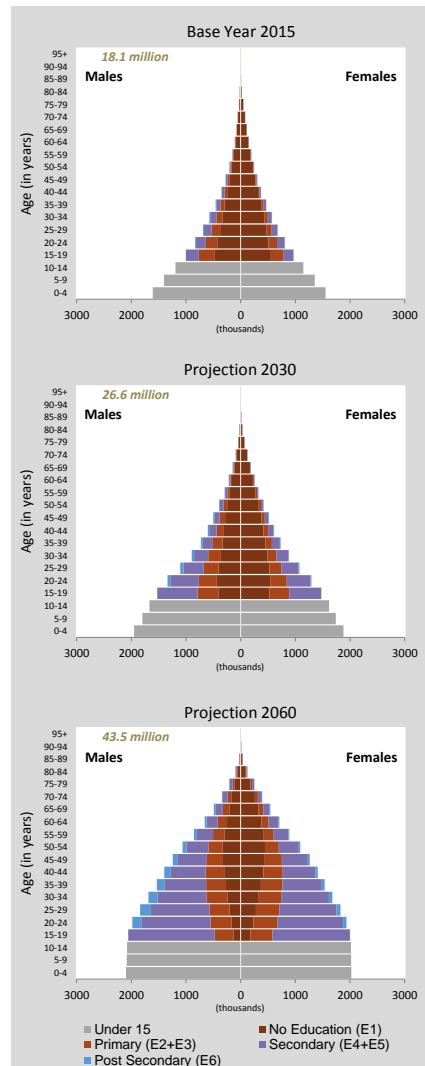 Base Year 2015
18.1 million
Males
Females
Age (in years)
95+
90-94
85-89
80-84
75-79
70-74
65-69
60-64
55-59
50-54
45-49
40-44
35-39
30-34
25-29
20-24
15-19
10-14
5-9
0-4
3000 2000 1000 0 1000 2000 3000
(thousands)
Projection 2030
26.6 million
Males
Females
Age (in years)
95+
90-94
85-89
80-84
75-79
70-74
65-69
60-64
55-59
50-54
45-49
40-44
35-39
30-34
25-29
20-24
15-19
10-14
5-9
0-4
3000 2000 1000 0 1000 2000 3000
(thousands)
Projection 2060
43.5 million
Males
Females
Age (in years)
95+
90-94
85-89
80-84
75-79
70-74
65-69
60-64
55-59
50-54
45-49
40-44
35-39
30-34
25-29
20-24
15-19
10-14
5-9
0-4
3000 2000 1000 0 1000 2000 3000
(thousands)
Under 15
No Education (E1)
Primary (E2+E3)
Secondary (E4+E5)
Post Secondary (E6)